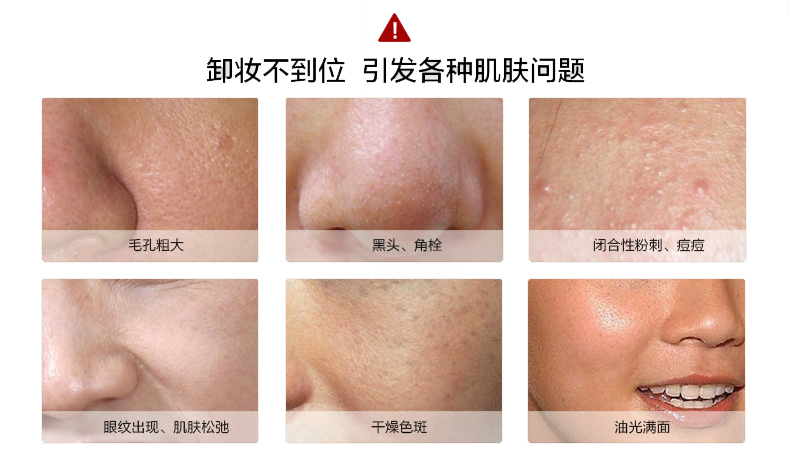 卸妆不到位 引发各种肌肤问题
毛孔粗大
黑头、角栓
闭合性粉刺、痘痘
眼纹出现、肌肤松弛
干燥色斑
油光满面